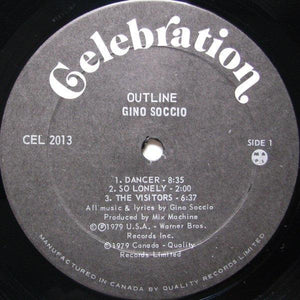 Celebration
OUTLINE
GINO SOCCIO
CEL 2013
SIDE 1
1. DANCER - 8:35
2. SO LONELY - 2:00
3. THE VISITORS - 6:37
All music & lyrics by Gino Soccio
Produced by Mix Machine
©℗1979 U.S.A. - Warner Bros.
Records Inc.
©1979 Canada - Quality
Records Limited
MANUFACTURED IN CANADA BY QUALITY RECORDS LIMITED